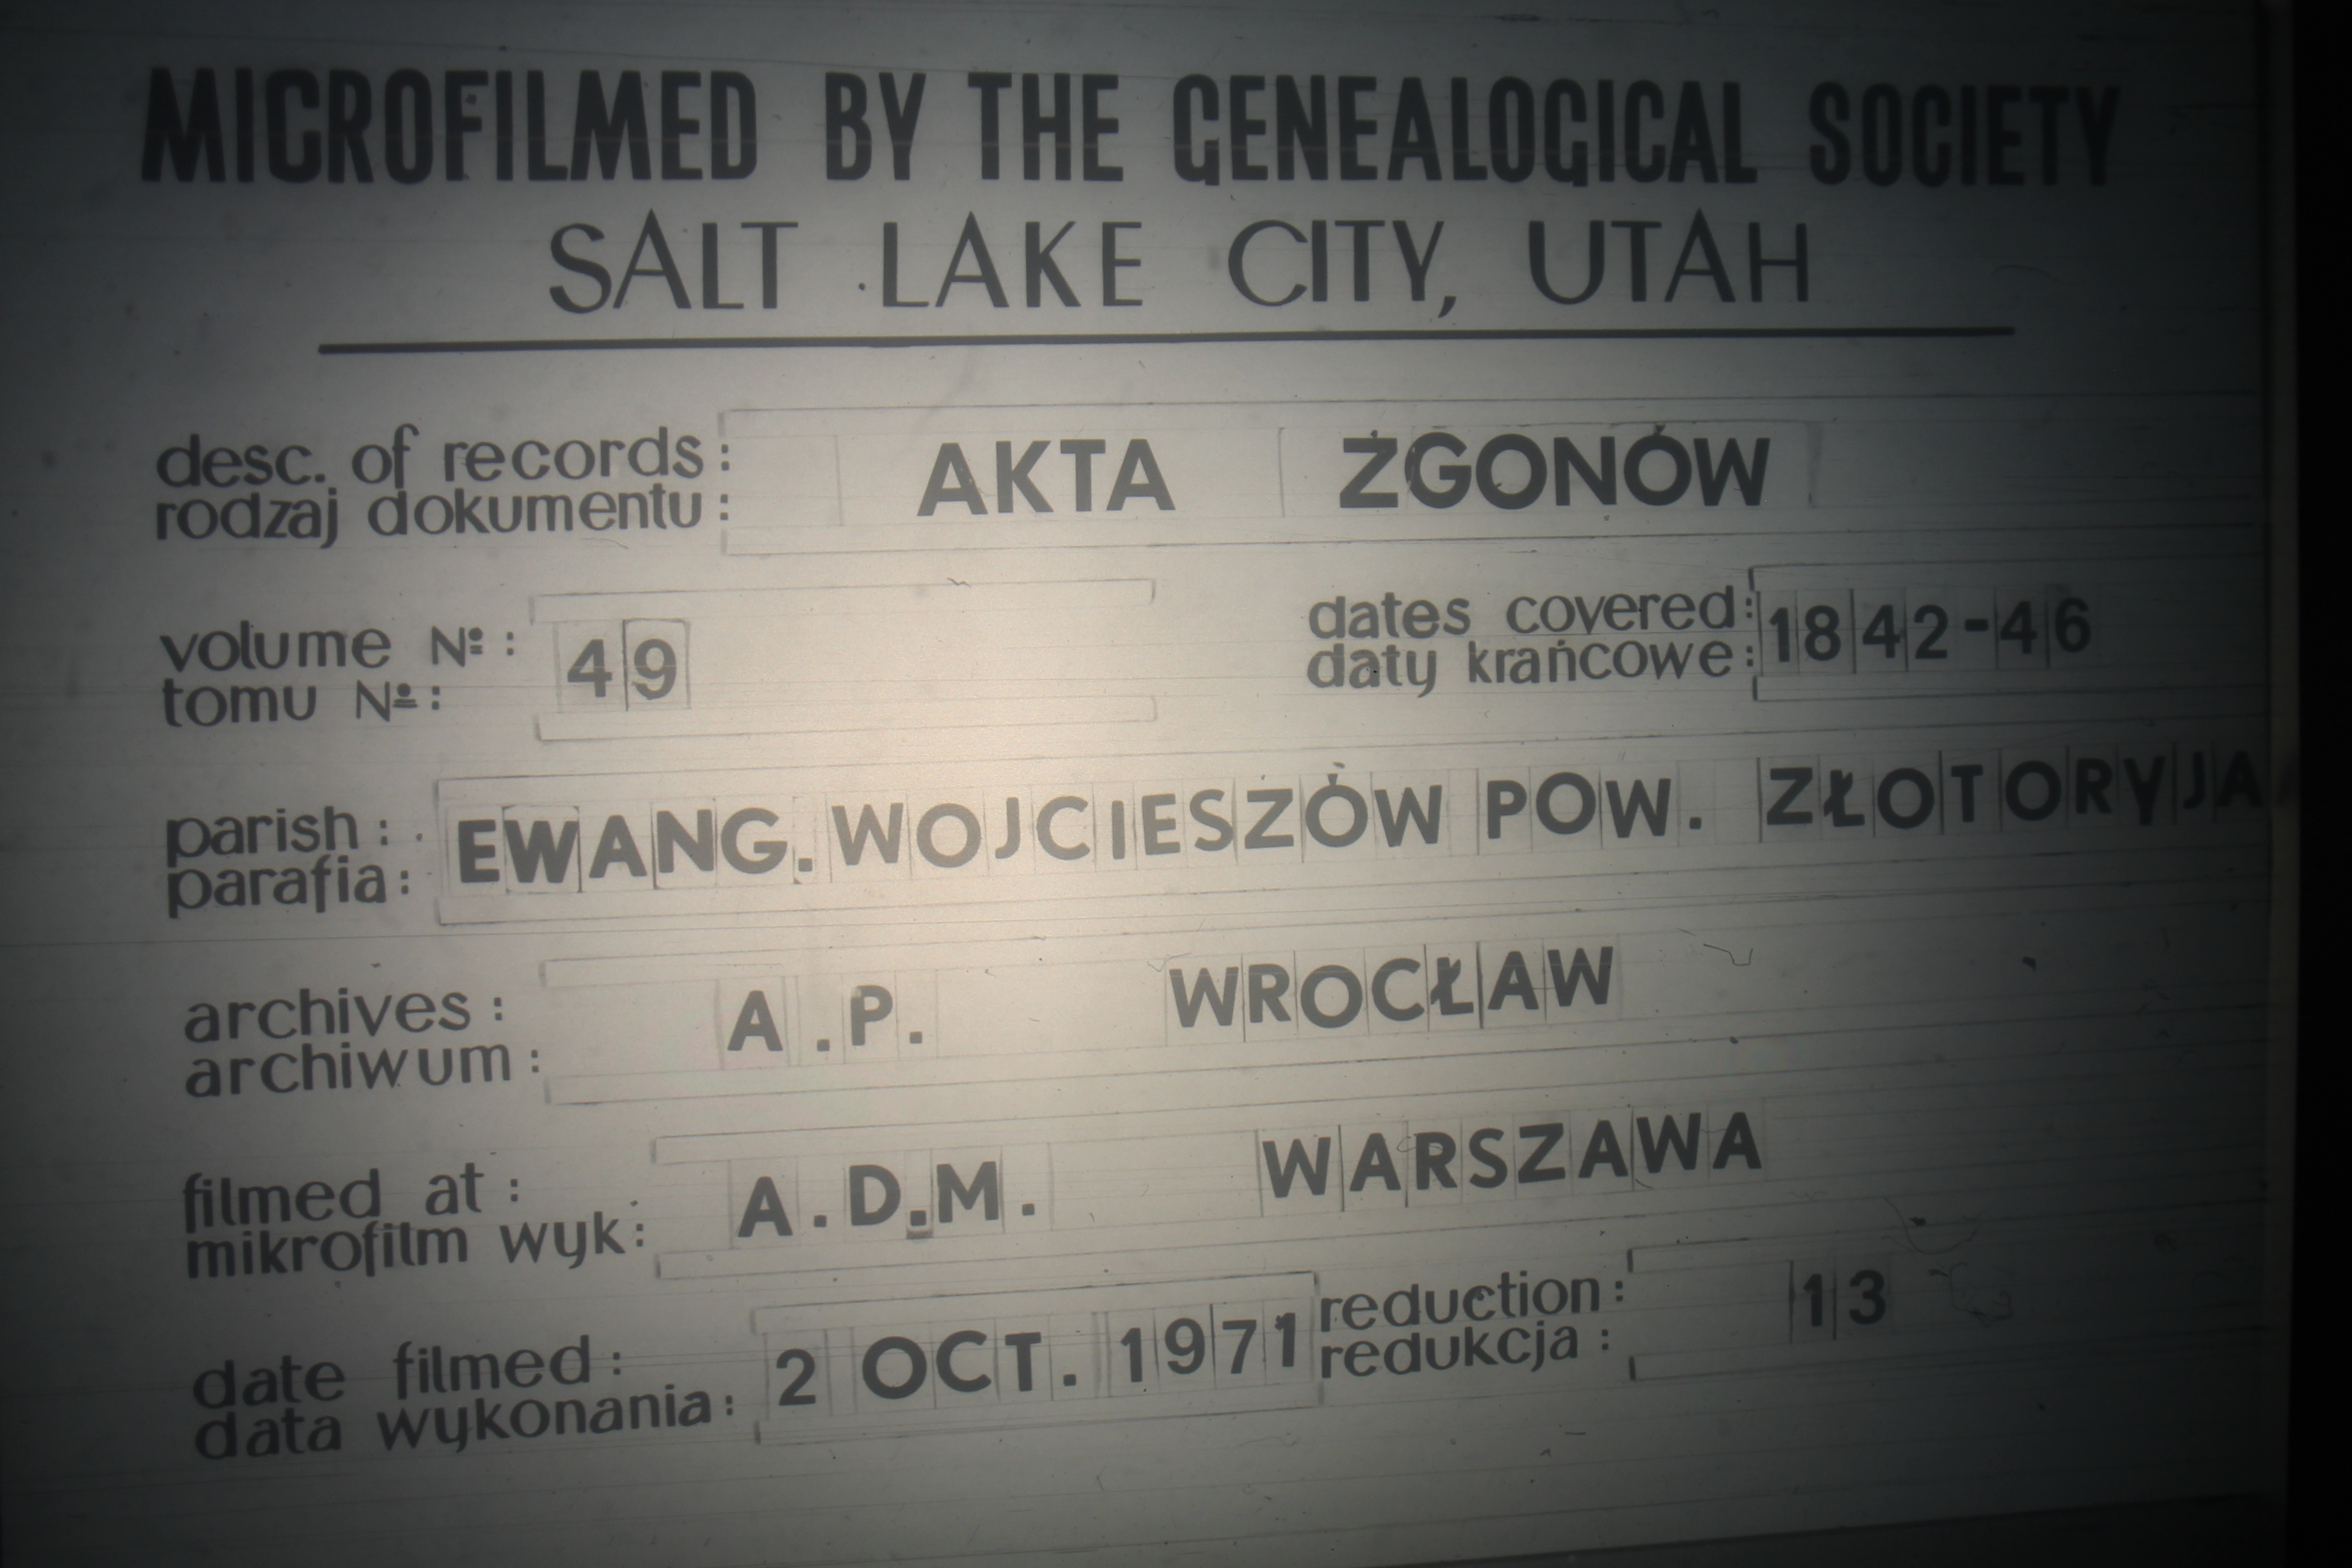 MICROFILMED BY THE GENEALOGICAL SOCIETY
SALT LAKE CITY, UTAH
desc. of records:
rodzaj dokumentu:
AKTA ŻGONÓW
volume Nº:
tomu Nº:
49
dates covered:
daty krańcowe:
1842-46
parish:
parafia:
EWANG. WOJCIESZÓW POW. ZŁOTORYJA
archives:
archiwum:
A.P. WROCŁAW
filmed at:
mikrofilm wyk:
A.D.M. WARSZAWA
date filmed:
data wykonania:
2 OCT. 1971
reduction:
redukcja:
13